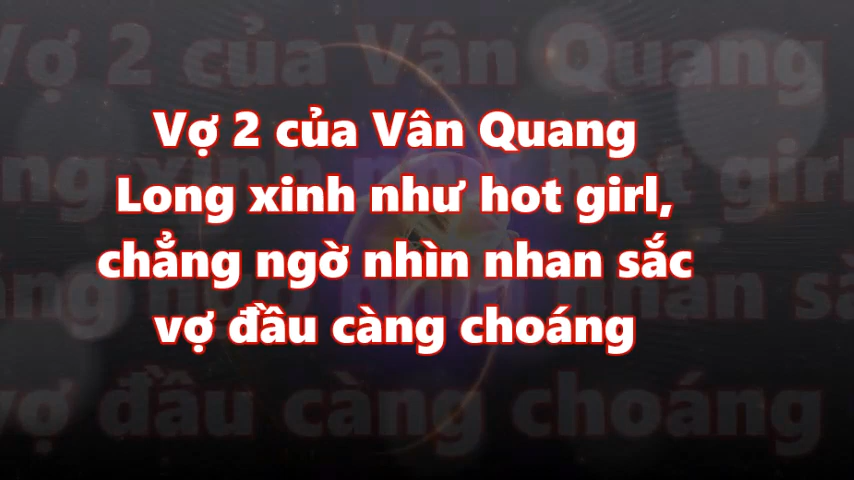 Vợ 2 của Vân Quang
Long xinh như hot girl,
chẳng ngờ nhìn nhan sắc
vợ đầu càng choáng